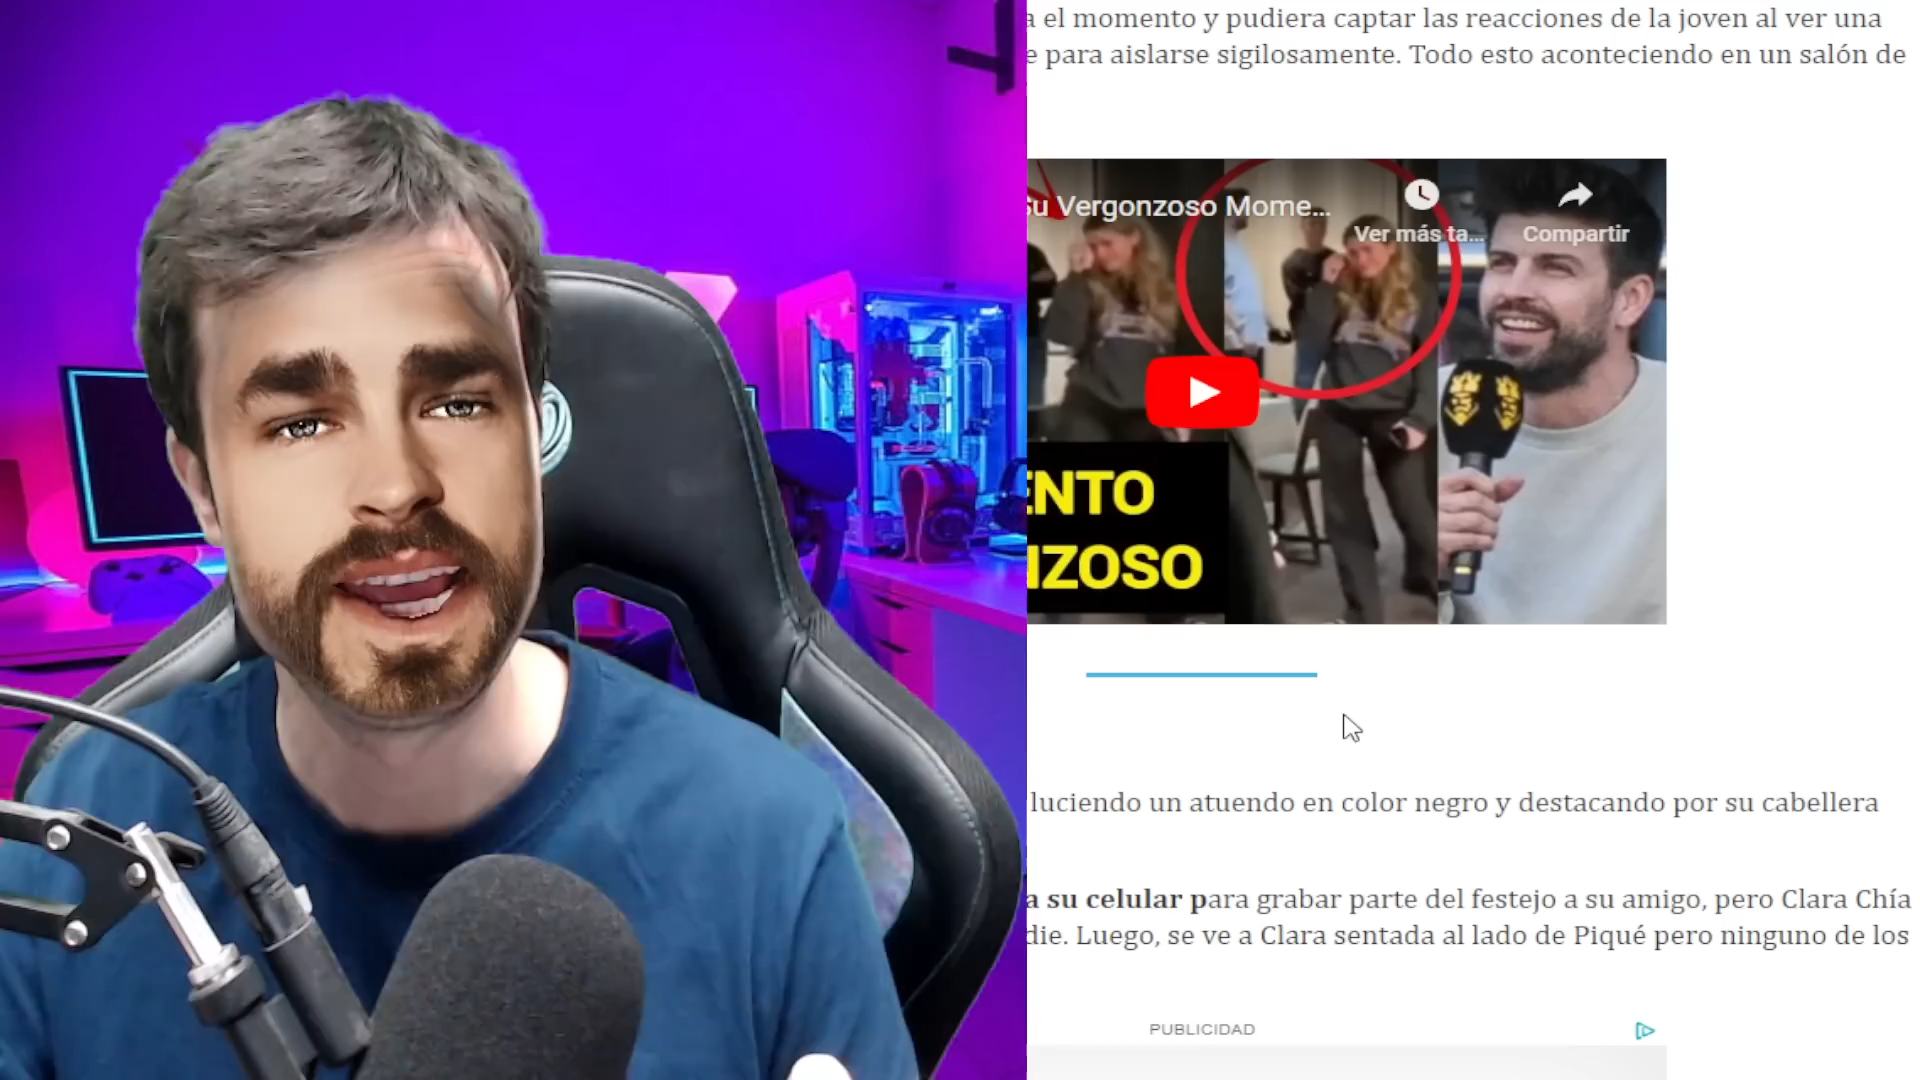 a el momento y pudiera captar las reacciones de la joven al ver una
e para aislarse sigilosamente. Todo esto aconteciendo en un salón de
Su Vergonzoso Mome...
Ver más ta...
Compartir
ENTO
NZOSO
luciendo un atuendo en color negro y destacando por su cabellera
a su celular para grabar parte del festejo a su amigo, pero Clara Chía
die. Luego, se ve a Clara sentada al lado de Piqué pero ninguno de los
PUBLICIDAD